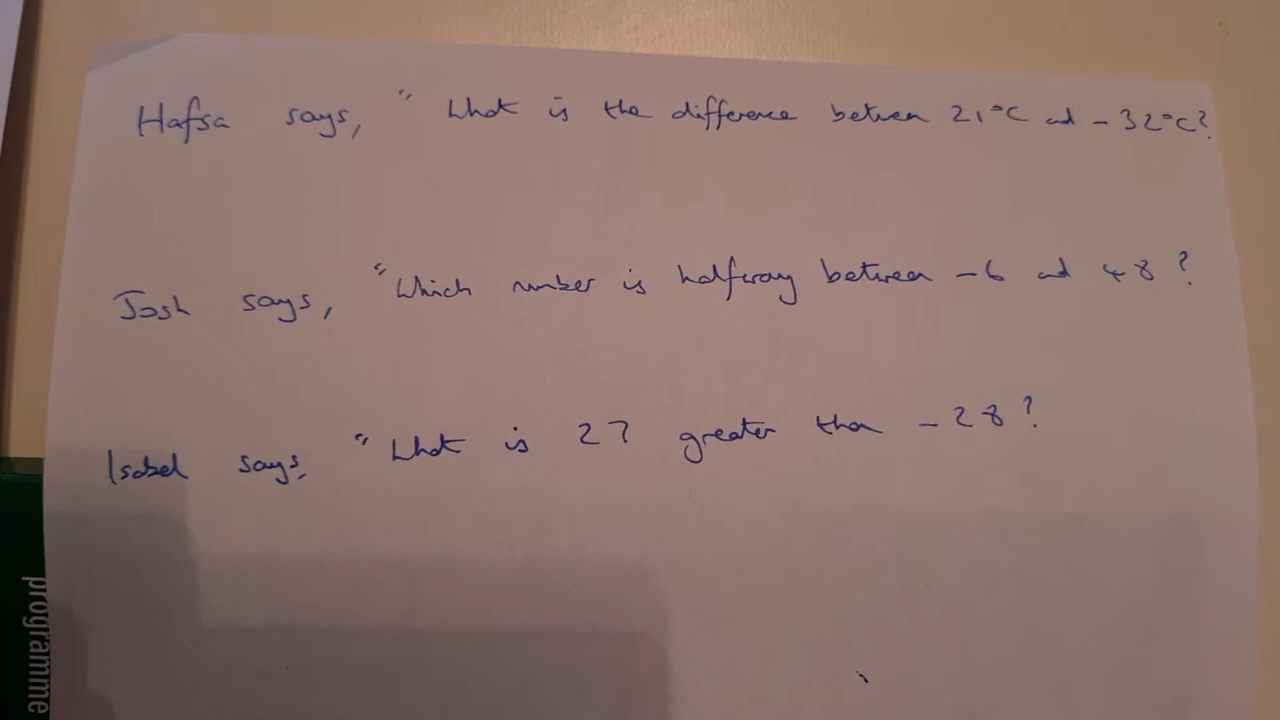 Hafsa says, " What is the difference between 21°C and -32°C?
Josh says, "Which number is halfway between -6 and 48?
Isobel says, "What is 27 greater than -28?
programme